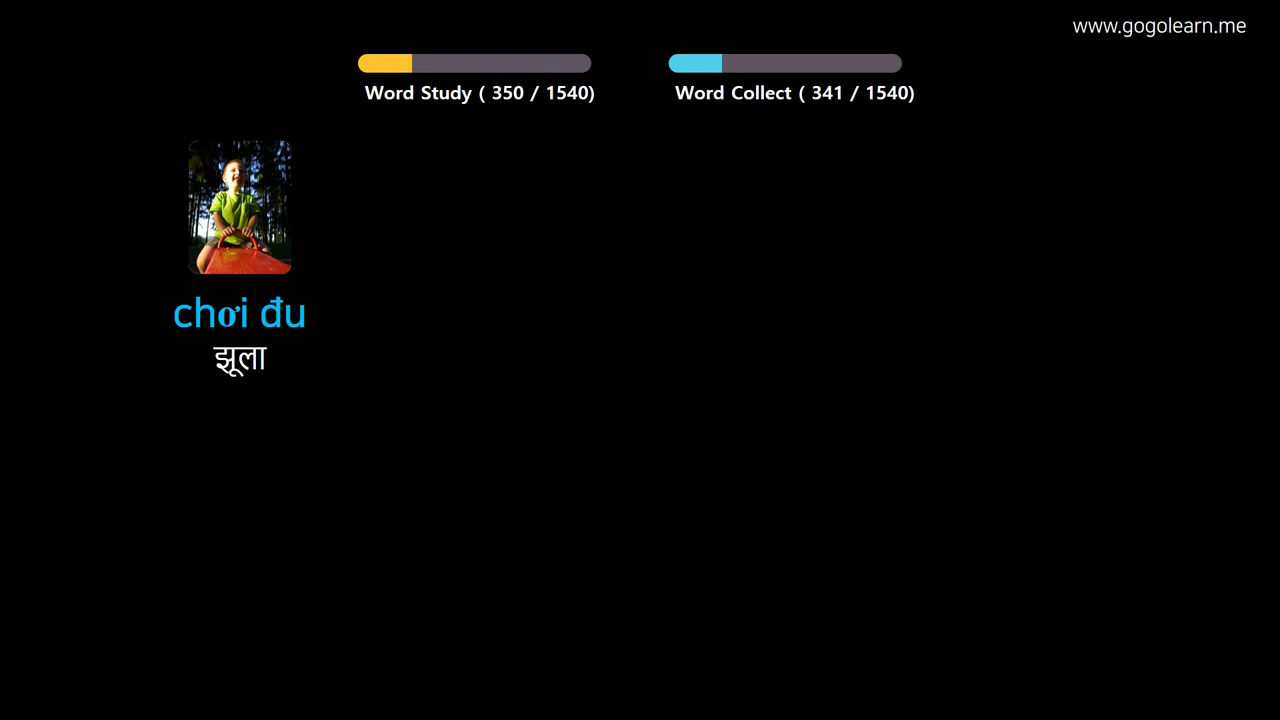 www.gogolearn.me
Word Study ( 350 / 1540)
Word Collect ( 341 / 1540)
chơi đu
झूला